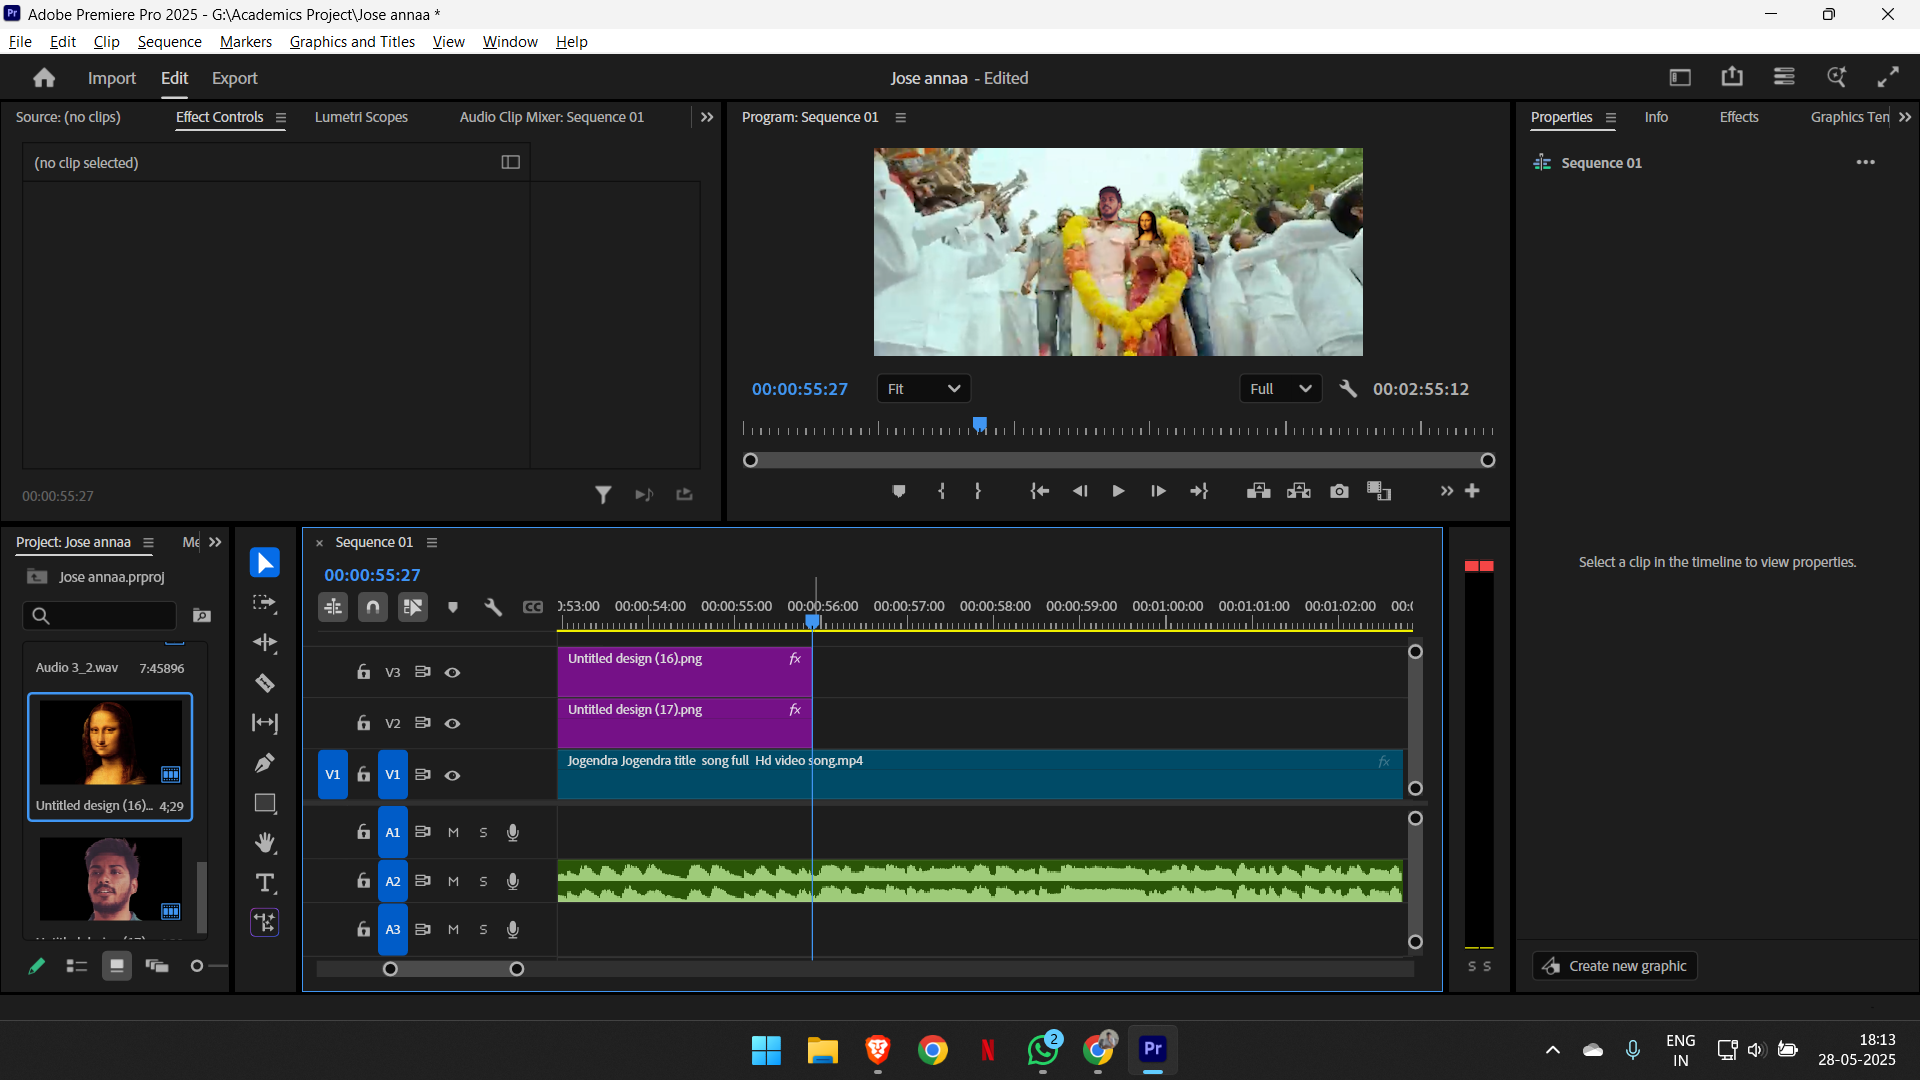 Adobe Premiere Pro 2025 - G:\Academics Project\Jose annaa *
File Edit Clip Sequence Markers Graphics and Titles View Window Help
Import Edit Export
Jose annaa - Edited
Source: (no clips) Effect Controls Lumetri Scopes Audio Clip Mixer: Sequence 01
(no clip selected)
00:00:55:27
Program: Sequence 01
00:00:55:27 Fit Full 00:02:55:12
Properties Info Effects Graphics Ten
Sequence 01
Select a clip in the timeline to view properties.
Create new graphic
Project: Jose annaa Me
Jose annaa.prproj
Audio 3_2.wav 7:45896
Untitled design (16)... 4;29
Sequence 01
00:00:55:27
:53:00 00:00:54:00 00:00:55:00 00:00:56:00 00:00:57:00 00:00:58:00 00:00:59:00 00:01:00:00 00:01:01:00 00:01:02:00 00:0
V3 Untitled design (16).png fx
V2 Untitled design (17).png fx
V1 V1 Jogendra Jogendra title song full Hd video song.mp4 fx
A1 M S
A2 M S
A3 M S
S S
Pr
2
ENG
IN
18:13
28-05-2025